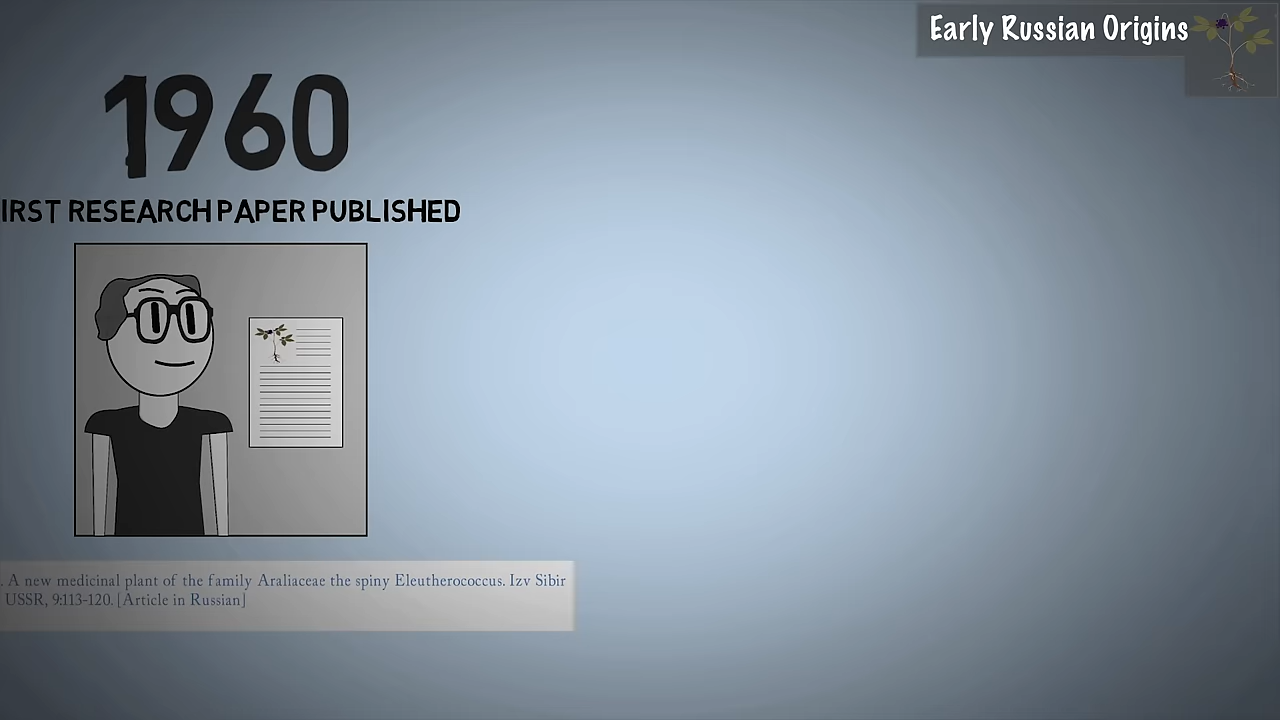 Early Russian Origins
1960
IRST RESEARCH PAPER PUBLISHED
. A new medicinal plant of the family Araliaceae the spiny Eleutherococcus. Izv Sibir
USSR, 9:113-120. [Article in Russian]